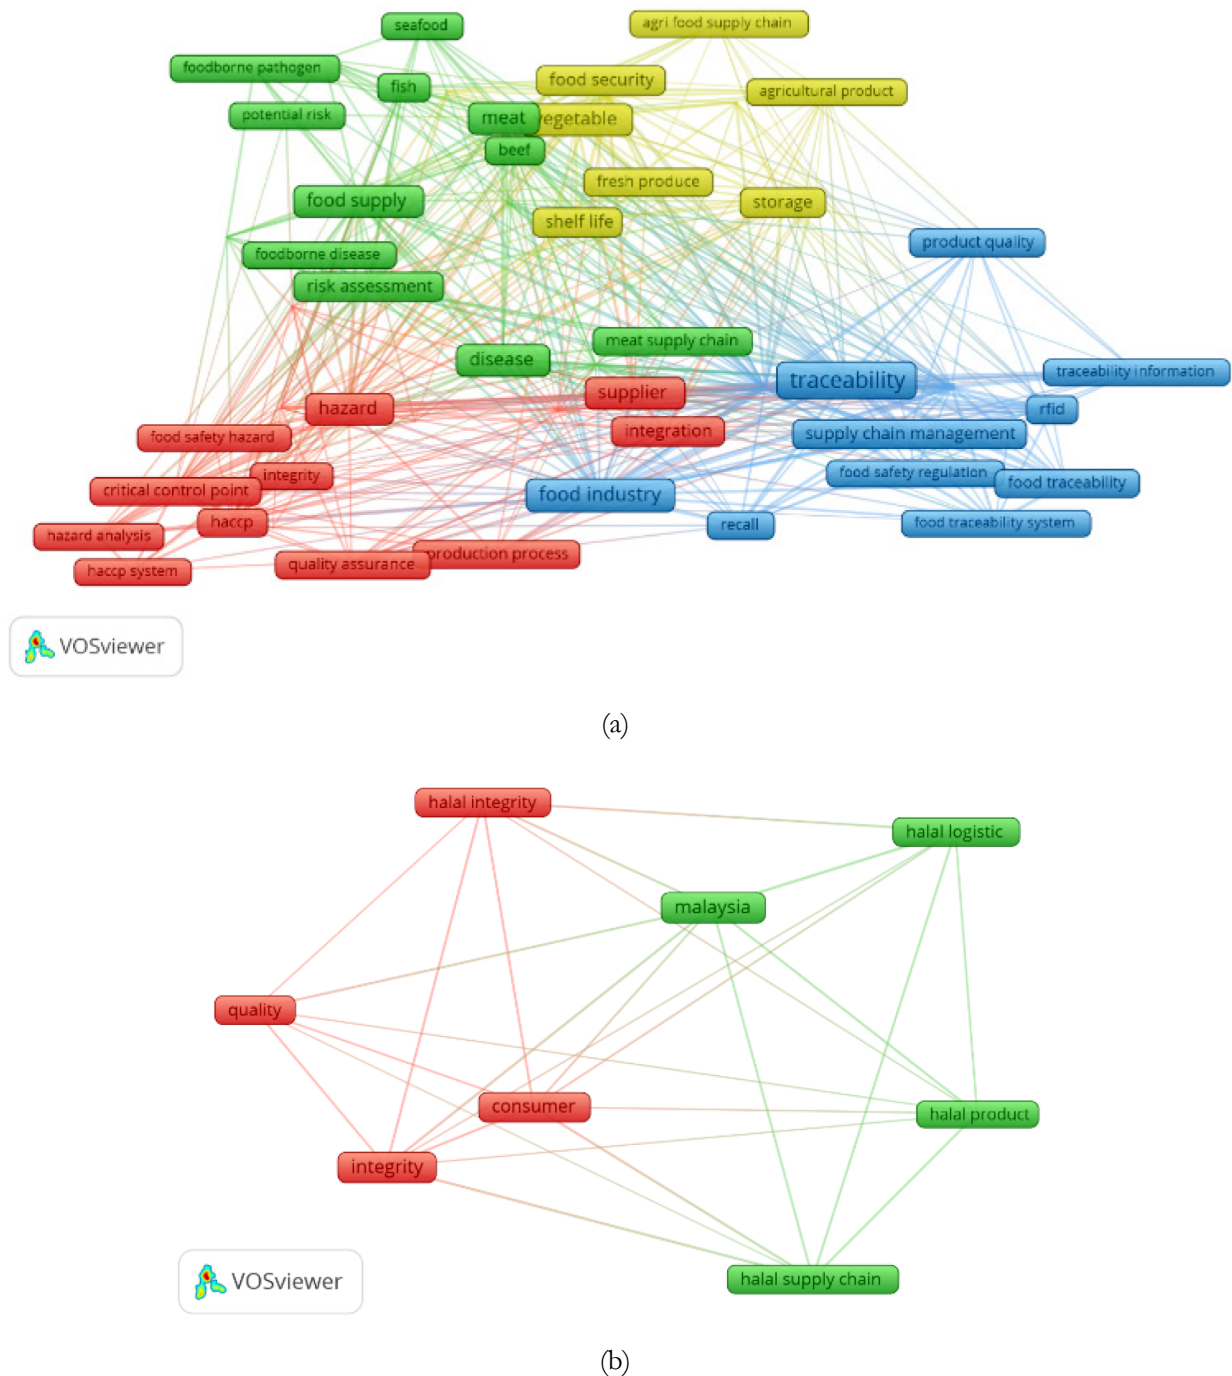 seafood
agri food supply chain
foodborne pathogen
fish
food security
agricultural product
potential risk
meat
vegetable
beef
fresh produce
food supply
storage
shelf life
product quality
foodborne disease
risk assessment
meat supply chain
disease
traceability
traceability information
supplier
hazard
rfid
integration
supply chain management
food safety hazard
integrity
food safety regulation
food traceability
critical control point
food industry
haccp
recall
food traceability system
hazard analysis
production process
quality assurance
haccp system
VOSviewer
(a)
halal integrity
halal logistic
malaysia
quality
consumer
halal product
integrity
halal supply chain
VOSviewer
(b)